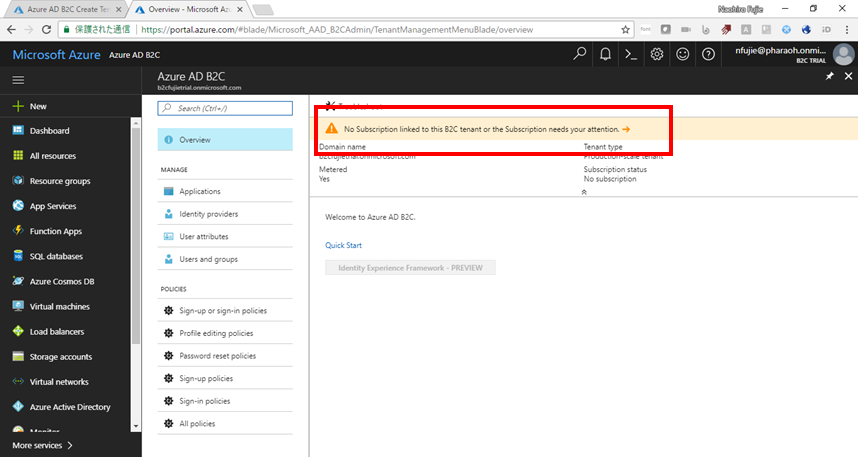 Azure AD B2C Create Ten
Overview - Microsoft Azu
Naohiro Fujie
保護された通信
https://portal.azure.com/#blade/Microsoft_AAD_B2CAdmin/TenantManagementMenuBlade/overview
Microsoft Azure
Azure AD B2C
nfujie@pharaoh.onmi...
B2C TRIAL
New
Dashboard
All resources
Resource groups
App Services
Function Apps
SQL databases
Azure Cosmos DB
Virtual machines
Load balancers
Storage accounts
Virtual networks
Azure Active Directory
Monitor
More services
Azure AD B2C
b2cfujietrial.onmicrosoft.com
Search (Ctrl+/)
Overview
MANAGE
Applications
Identity providers
User attributes
Users and groups
POLICIES
Sign-up or sign-in policies
Profile editing policies
Password reset policies
Sign-up policies
Sign-in policies
All policies
No Subscription linked to this B2C tenant or the Subscription needs your attention.
Domain name
b2cfujietrial.onmicrosoft.com
Tenant type
Production-scale tenant
Metered
Yes
Subscription status
No subscription
Welcome to Azure AD B2C.
Quick Start
Identity Experience Framework - PREVIEW